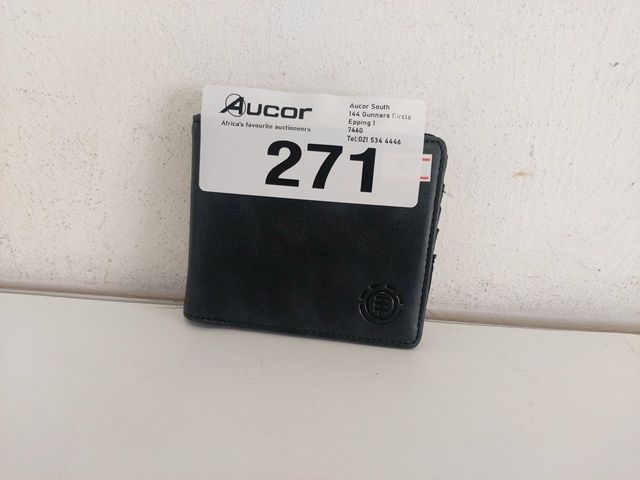 Aucor
Africa's favourite auctioneers
Aucor South
144 Gunners Circle
Epping 1
7460
Tel:021 534 4446
271